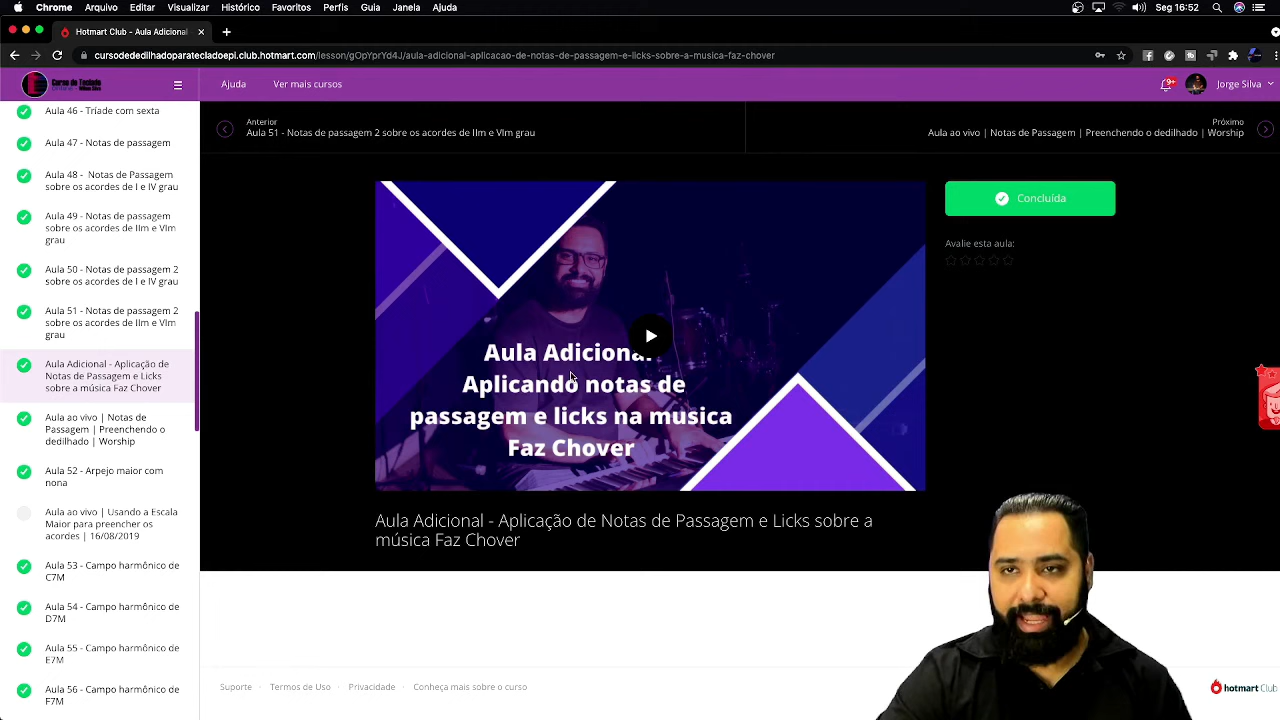 Chrome Arquivo Editar Visualizar Histórico Favoritos Perfis Guia Janela Ajuda Seg 16:52
Hotmart Club - Aula Adicional
cursodededilhadoparatecladoepi.club.hotmart.com/lesson/gOpYprYd4J/aula-adicional-aplicacao-de-notas-de-passagem-e-licks-sobre-a-musica-faz-chover
Curso de Teclado
Ajuda Ver mais cursos 9+ Jorge Silva
Aula 46 - Tríade com sexta
Aula 47 - Notas de passagem
Aula 48 - Notas de Passagem
sobre os acordes de I e IV grau
Aula 49 - Notas de passagem
sobre os acordes de IIm e VIm
grau
Aula 50 - Notas de passagem 2
sobre os acordes de I e IV grau
Aula 51 - Notas de passagem 2
sobre os acordes de IIm e VIm
grau
Aula Adicional - Aplicação de
Notas de Passagem e Licks
sobre a música Faz Chover
Aula ao vivo | Notas de
Passagem | Preenchendo o
dedilhado | Worship
Aula 52 - Arpejo maior com
nona
Aula ao vivo | Usando a Escala
Maior para preencher os
acordes | 16/08/2019
Aula 53 - Campo harmônico de
C7M
Aula 54 - Campo harmônico de
D7M
Aula 55 - Campo harmônico de
E7M
Aula 56 - Campo harmônico de
F7M
Anterior
Aula 51 - Notas de passagem 2 sobre os acordes de IIm e VIm grau
Próximo
Aula ao vivo | Notas de Passagem | Preenchendo o dedilhado | Worship
Aula Adicional
Aplicando notas de
passagem e licks na musica
Faz Chover
Concluída
Avalie esta aula:
Aula Adicional - Aplicação de Notas de Passagem e Licks sobre a
música Faz Chover
Suporte · Termos de Uso · Privacidade · Conheça mais sobre o curso
hotmart Club